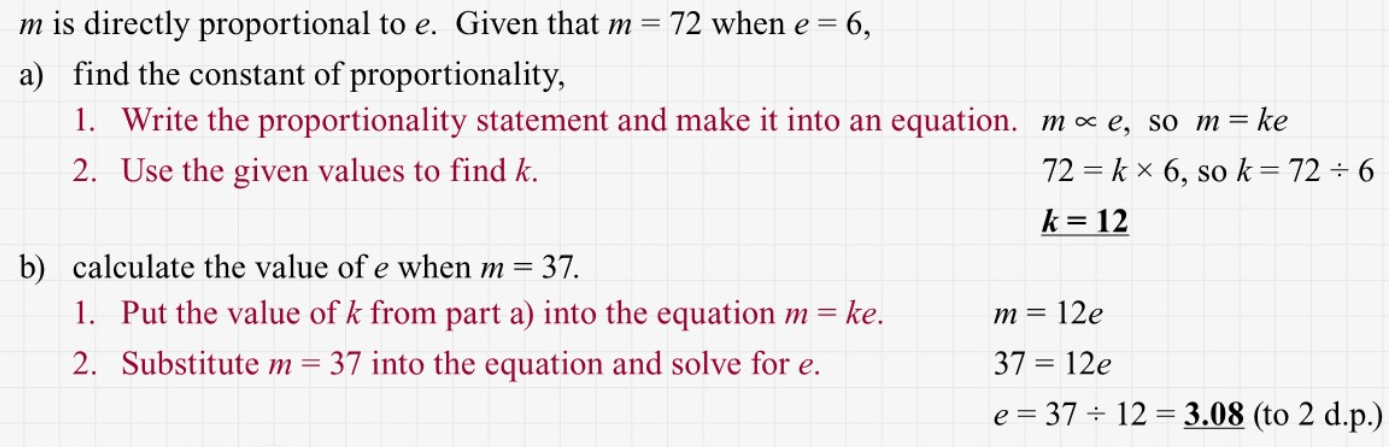 m is directly proportional to e. Given that m = 72 when e = 6,
a) find the constant of proportionality,
1. Write the proportionality statement and make it into an equation. m ∝ e, so m = ke
2. Use the given values to find k. 72 = k × 6, so k = 72 ÷ 6
k = 12
b) calculate the value of e when m = 37.
1. Put the value of k from part a) into the equation m = ke. m = 12e
2. Substitute m = 37 into the equation and solve for e. 37 = 12e
e = 37 ÷ 12 = 3.08 (to 2 d.p.)